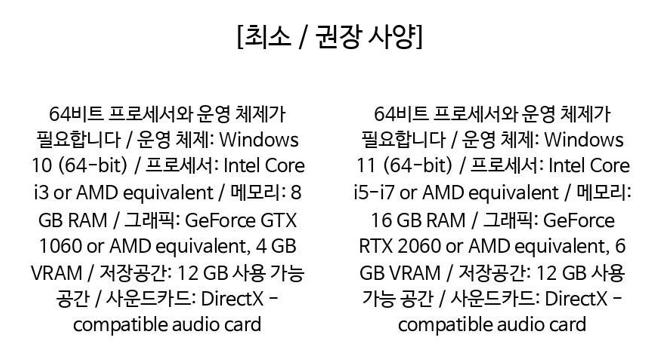 [최소 / 권장 사양]
64비트 프로세서와 운영 체제가
필요합니다 / 운영 체제: Windows
10 (64-bit) / 프로세서: Intel Core
i3 or AMD equivalent / 메모리: 8
GB RAM / 그래픽: GeForce GTX
1060 or AMD equivalent, 4 GB
VRAM / 저장공간: 12 GB 사용 가능
공간 / 사운드카드: DirectX -
compatible audio card
64비트 프로세서와 운영 체제가
필요합니다 / 운영 체제: Windows
11 (64-bit) / 프로세서: Intel Core
i5-i7 or AMD equivalent / 메모리:
16 GB RAM / 그래픽: GeForce
RTX 2060 or AMD equivalent, 6
GB VRAM / 저장공간: 12 GB 사용
가능 공간 / 사운드카드: DirectX -
compatible audio card